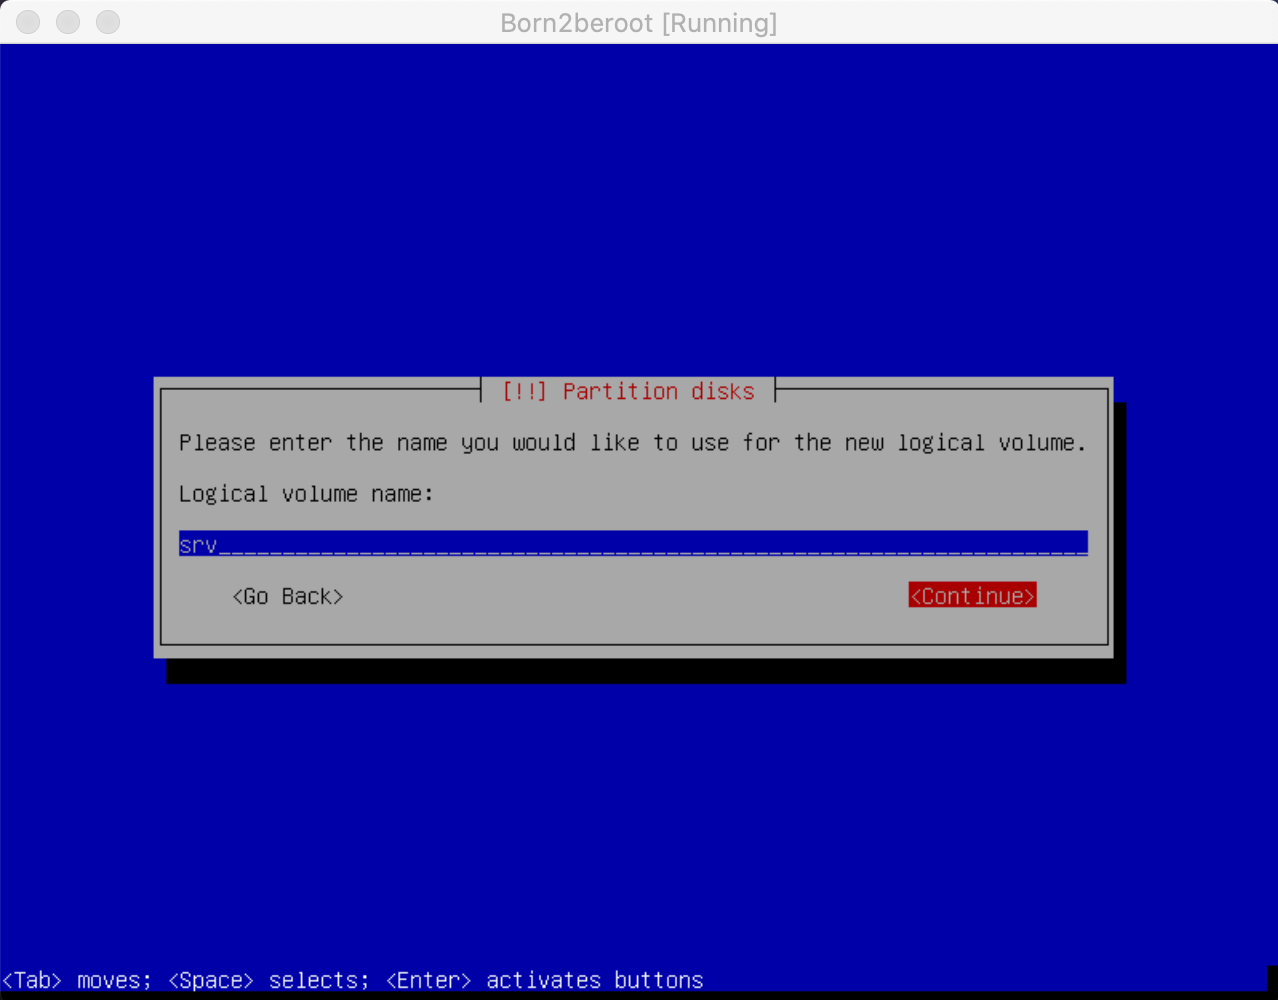 Born2beroot [Running]
[!!] Partition disks
Please enter the name you would like to use for the new logical volume.
Logical volume name:
srv_____________________________________________________________________
<Go Back> <Continue>
<Tab> moves; <Space> selects; <Enter> activates buttons